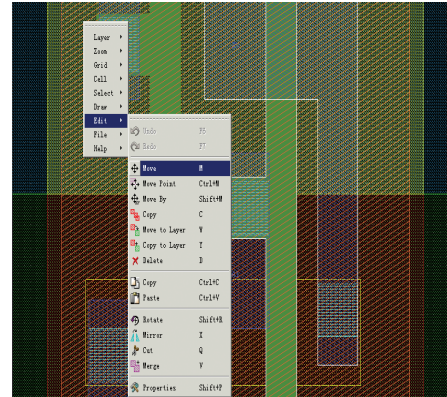 Layer
Zoom
Grid
Cell
Select
Draw
Edit
File
Help
Undo F6
Redo F7
Move M
Move Point Ctrl+M
Move By Shift+M
Copy C
Move to Layer W
Copy to Layer T
Delete D
Copy Ctrl+C
Paste Ctrl+V
Rotate Shift+R
Mirror X
Cut Q
Merge V
Properties Shift+P